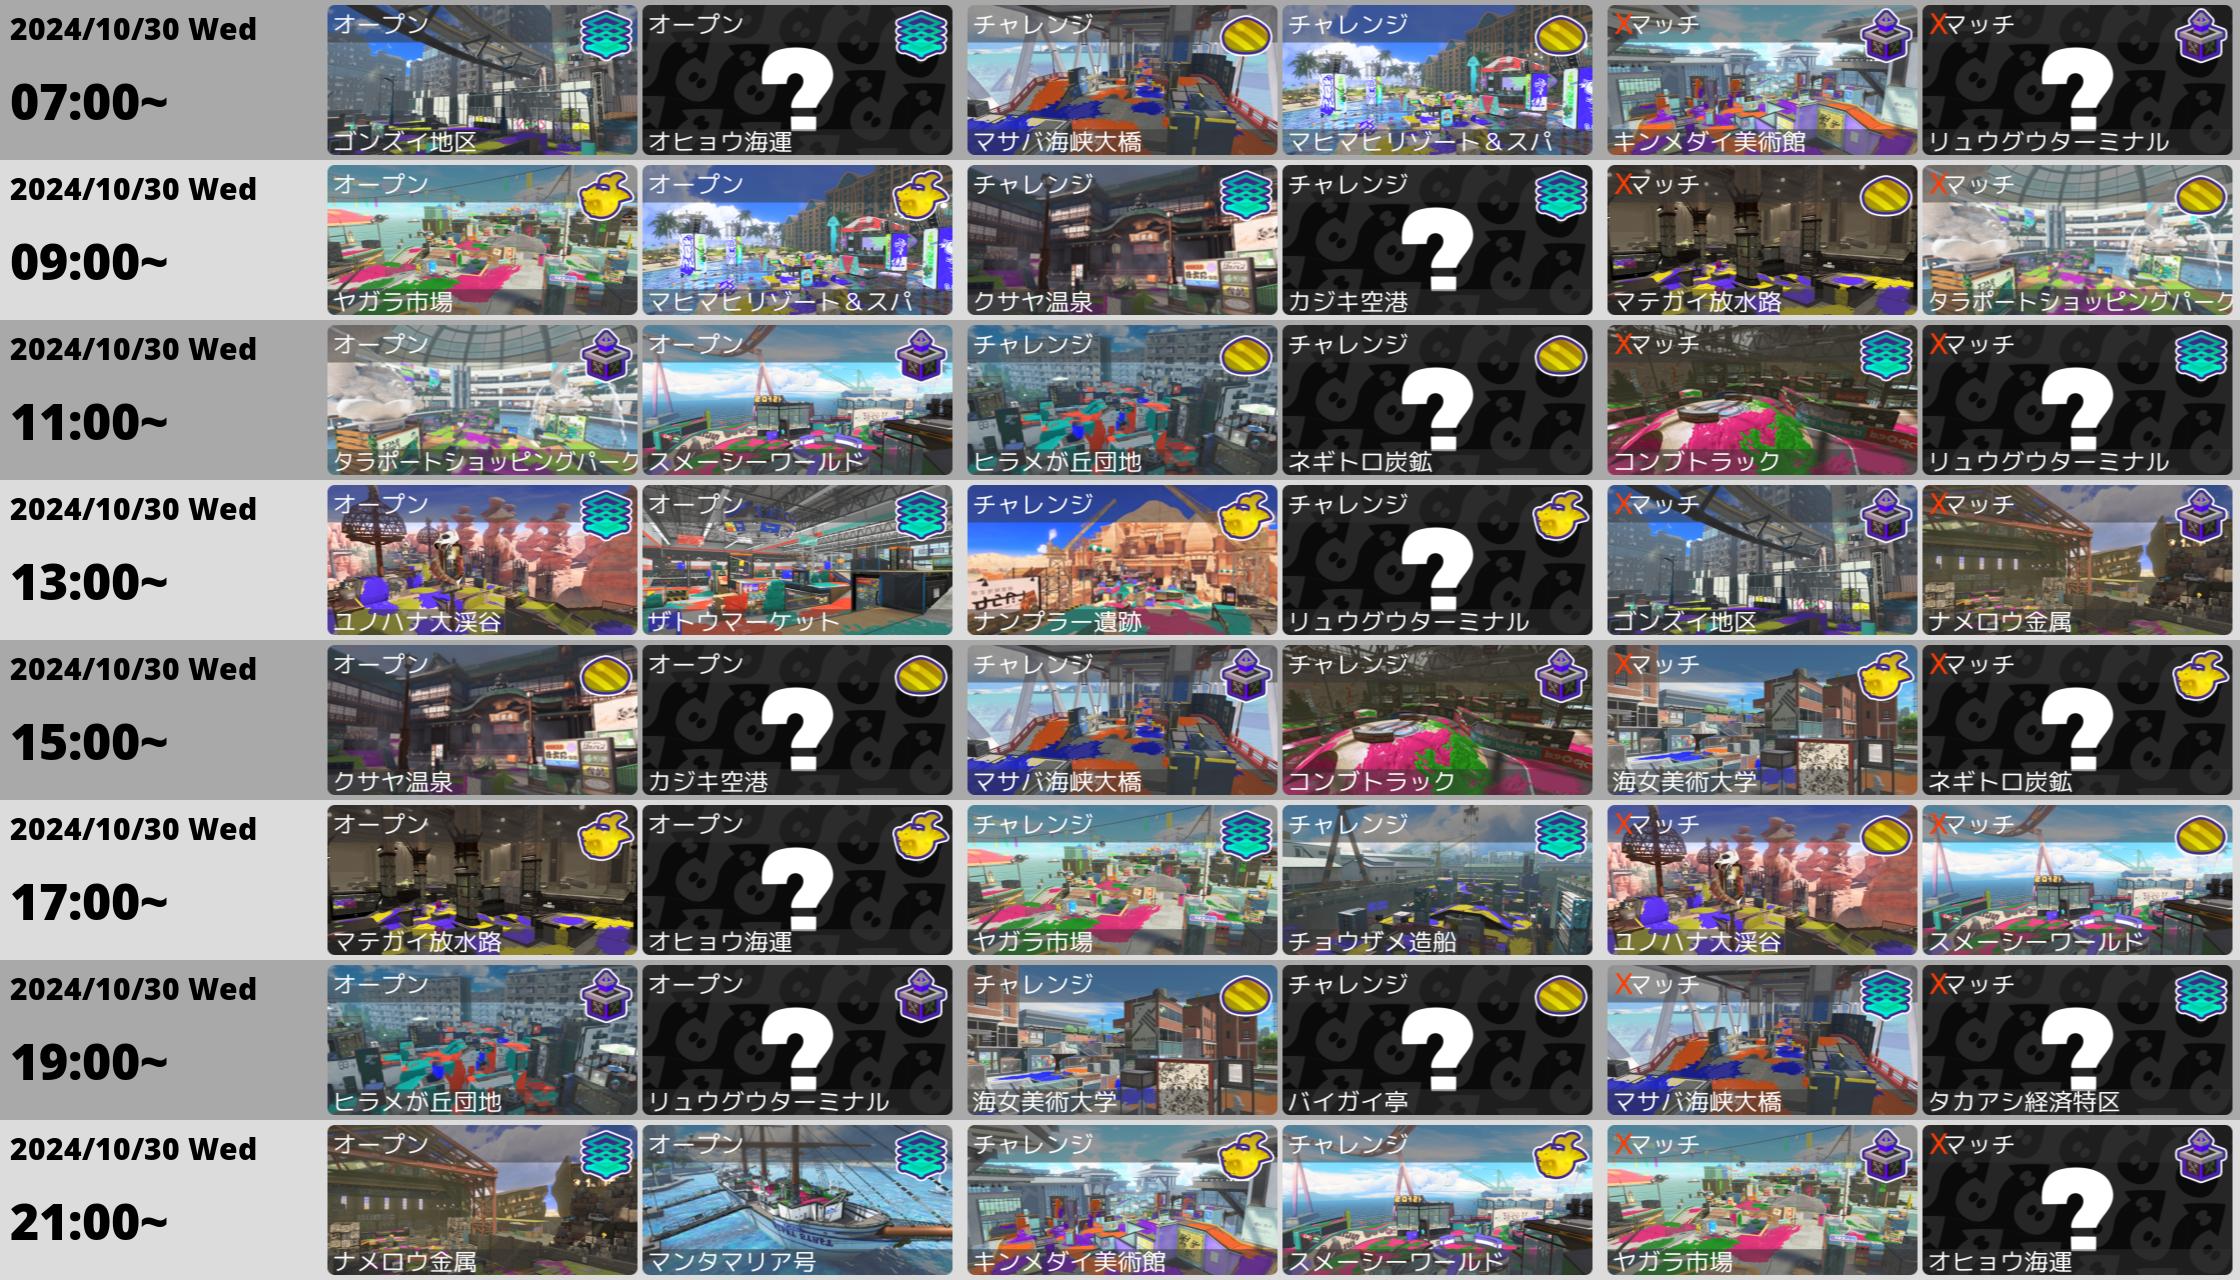 2024/10/30 Wed
07:00~
オープン
ゴンズイ地区
オープン
オヒョウ海運
チャレンジ
マサバ海峡大橋
チャレンジ
マヒマヒリゾート＆スパ
Xマッチ
キンメダイ美術館
Xマッチ
リュウグウターミナル
2024/10/30 Wed
09:00~
オープン
ヤガラ市場
オープン
マヒマヒリゾート＆スパ
チャレンジ
クサヤ温泉
チャレンジ
カジキ空港
Xマッチ
マテガイ放水路
Xマッチ
タラポートショッピングパーク
2024/10/30 Wed
11:00~
オープン
タラポートショッピングパーク
オープン
スメーシーワールド
チャレンジ
ヒラメが丘団地
チャレンジ
ネギトロ炭鉱
Xマッチ
コンブトラック
Xマッチ
リュウグウターミナル
2024/10/30 Wed
13:00~
オープン
ユノハナ大渓谷
オープン
ザトウマーケット
チャレンジ
ナンプラー遺跡
チャレンジ
リュウグウターミナル
Xマッチ
ゴンズイ地区
Xマッチ
ナメロウ金属
2024/10/30 Wed
15:00~
オープン
クサヤ温泉
オープン
カジキ空港
チャレンジ
マサバ海峡大橋
チャレンジ
コンブトラック
Xマッチ
海女美術大学
Xマッチ
ネギトロ炭鉱
2024/10/30 Wed
17:00~
オープン
マテガイ放水路
オープン
オヒョウ海運
チャレンジ
ヤガラ市場
チャレンジ
チョウザメ造船
Xマッチ
ユノハナ大渓谷
Xマッチ
スメーシーワールド
2024/10/30 Wed
19:00~
オープン
ヒラメが丘団地
オープン
リュウグウターミナル
チャレンジ
海女美術大学
チャレンジ
バイガイ亭
Xマッチ
マサバ海峡大橋
Xマッチ
タカアシ経済特区
2024/10/30 Wed
21:00~
オープン
ナメロウ金属
オープン
マンタマリア号
チャレンジ
キンメダイ美術館
チャレンジ
スメーシーワールド
Xマッチ
ヤガラ市場
Xマッチ
オヒョウ海運